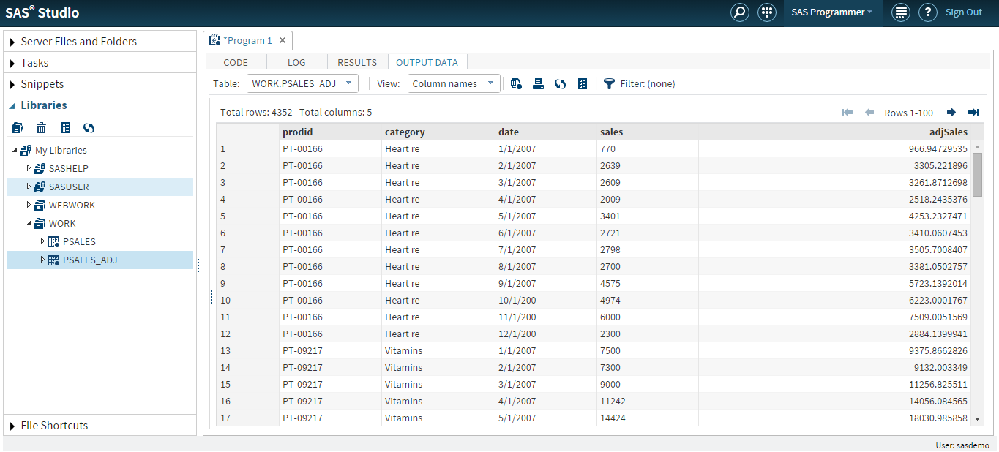 SAS® Studio
SAS Programmer
? Sign Out
Server Files and Folders
Tasks
Snippets
Libraries
My Libraries
SASHELP
SASUSER
WEBWORK
WORK
PSALES
PSALES_ADJ
File Shortcuts
*Program 1
CODE LOG RESULTS OUTPUT DATA
Table: WORK.PSALES_ADJ View: Column names Filter: (none)
Total rows: 4352 Total columns: 5 Rows 1-100
prodid category date sales adjSales
1 PT-00166 Heart re 1/1/2007 770 966.94729535
2 PT-00166 Heart re 2/1/2007 2639 3305.221896
3 PT-00166 Heart re 3/1/2007 2609 3261.8712698
4 PT-00166 Heart re 4/1/2007 2009 2518.2435376
5 PT-00166 Heart re 5/1/2007 3401 4253.2327471
6 PT-00166 Heart re 6/1/2007 2721 3410.0607453
7 PT-00166 Heart re 7/1/2007 2798 3505.7008407
8 PT-00166 Heart re 8/1/2007 2700 3381.0502757
9 PT-00166 Heart re 9/1/2007 4575 5723.1392014
10 PT-00166 Heart re 10/1/200 4974 6223.0001767
11 PT-00166 Heart re 11/1/200 6000 7509.0051569
12 PT-00166 Heart re 12/1/200 2300 2884.1399941
13 PT-09217 Vitamins 1/1/2007 7500 9375.8662826
14 PT-09217 Vitamins 2/1/2007 7300 9132.003349
15 PT-09217 Vitamins 3/1/2007 9000 11256.825511
16 PT-09217 Vitamins 4/1/2007 11242 14056.084565
17 PT-09217 Vitamins 5/1/2007 14424 18030.985858
User: sasdemo